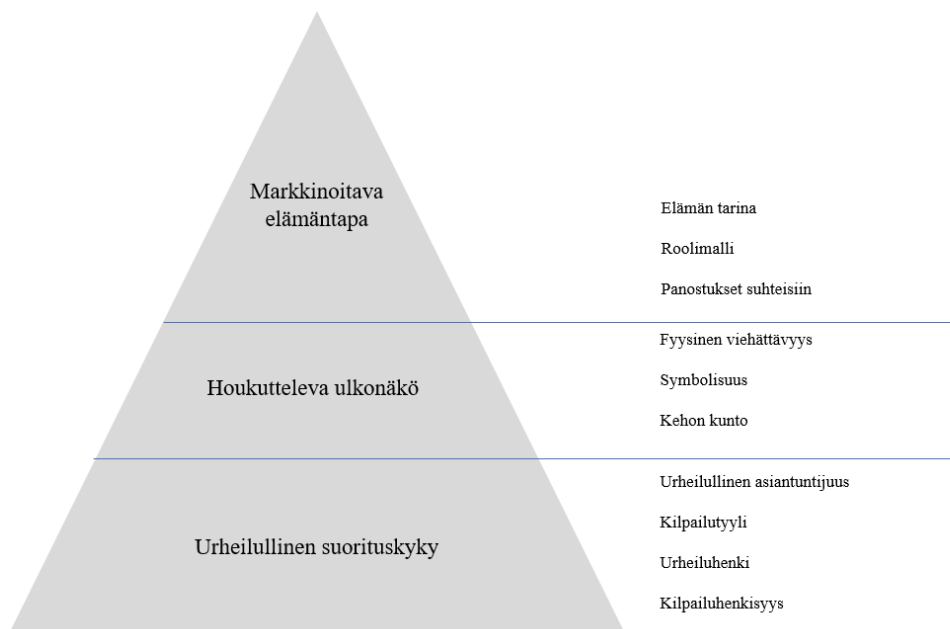 Markkinoitava
elämäntapa
Elämän tarina
Roolimalli
Panostukset suhteisiin
Houkutteleva ulkonäkö
Fyysinen viehättävyys
Symbolisuus
Kehon kunto
Urheilullinen suorituskyky
Urheilullinen asiantuntijuus
Kilpailutyyli
Urheiluhenki
Kilpailuhenkisyys